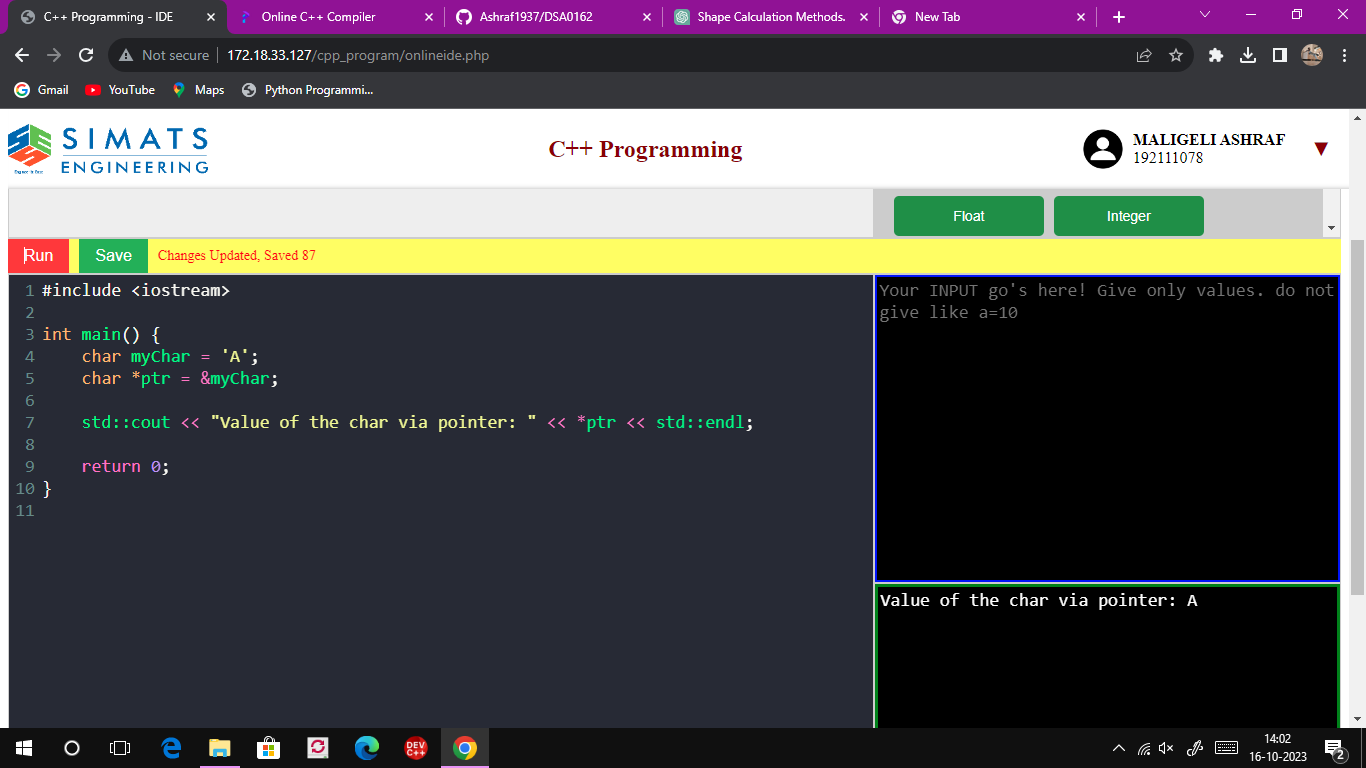 C++ Programming - IDE
Online C++ Compiler
Ashraf1937/DSA0162
Shape Calculation Methods.
New Tab
Not secure
172.18.33.127/cpp_program/onlineide.php
Gmail
YouTube
Maps
Python Programmi...
SIMATS
ENGINEERING
C++ Programming
MALIGELI ASHRAF
192111078
Float
Integer
Run
Save
Changes Updated, Saved 87
1 #include <iostream>
2
3 int main() {
4     char myChar = 'A';
5     char *ptr = &myChar;
6
7     std::cout << "Value of the char via pointer: " << *ptr << std::endl;
8
9     return 0;
10 }
11
Your INPUT go's here! Give only values. do not
give like a=10
Value of the char via pointer: A
DEV
C++
14:02
16-10-2023
2